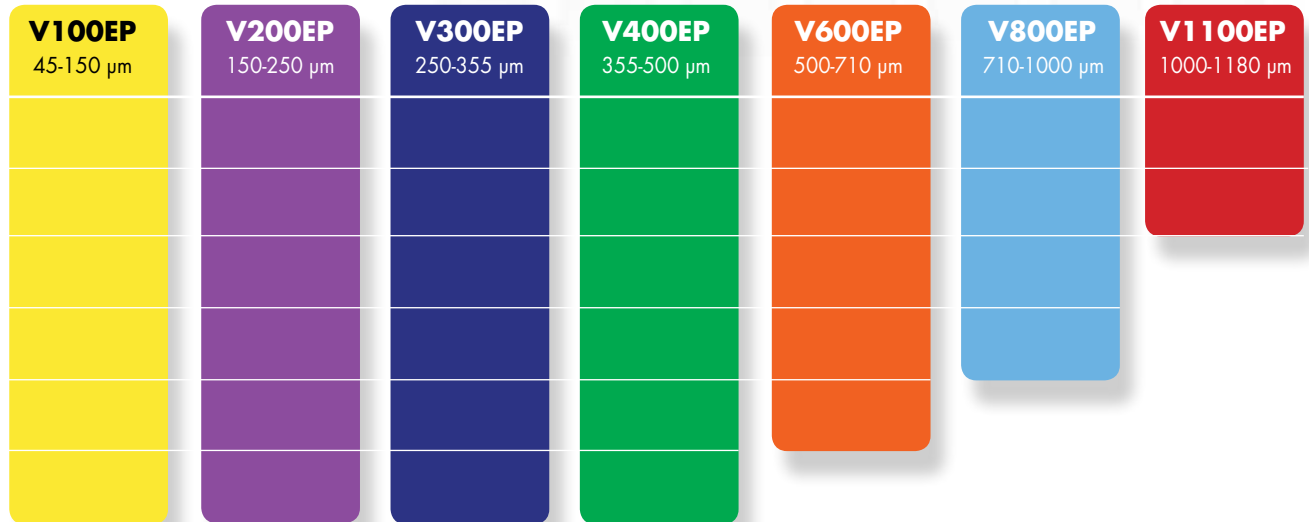 V100EP
45-150 µm
V200EP
150-250 µm
V300EP
250-355 µm
V400EP
355-500 µm
V600EP
500-710 µm
V800EP
710-1000 µm
V1100EP
1000-1180 µm